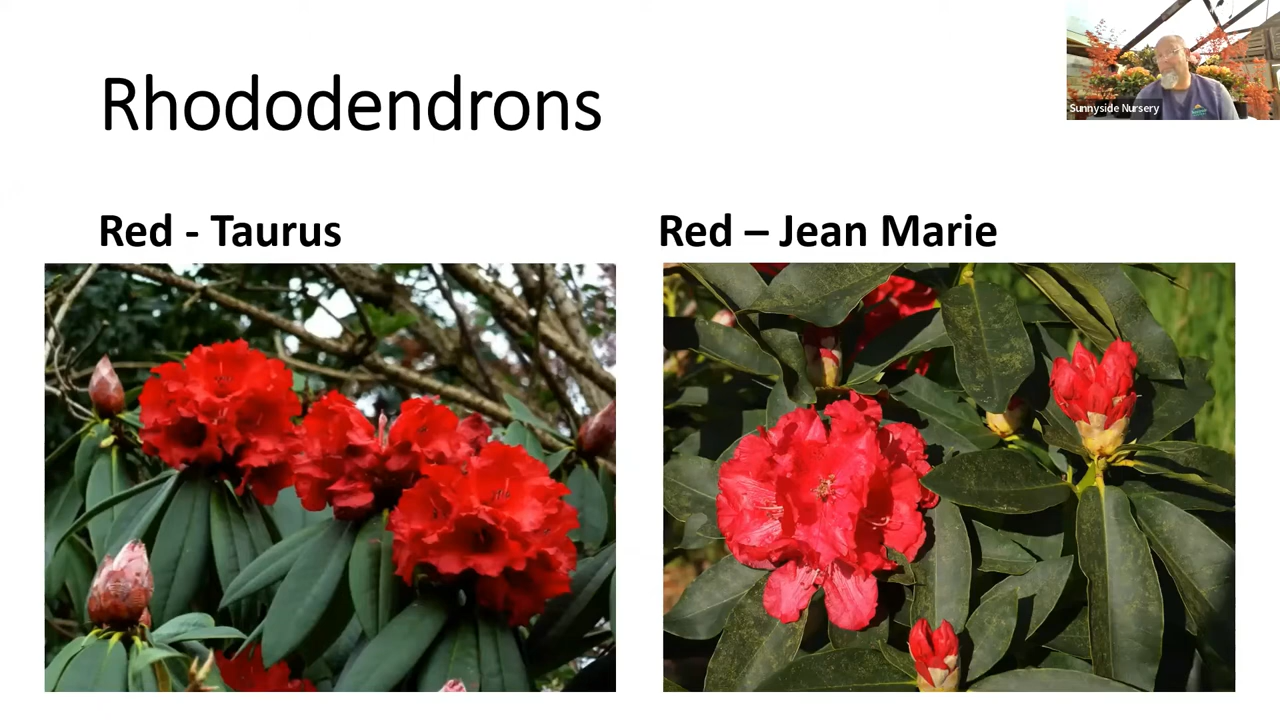 Rhododendrons
Sunnyside Nursery
Red - Taurus
Red – Jean Marie